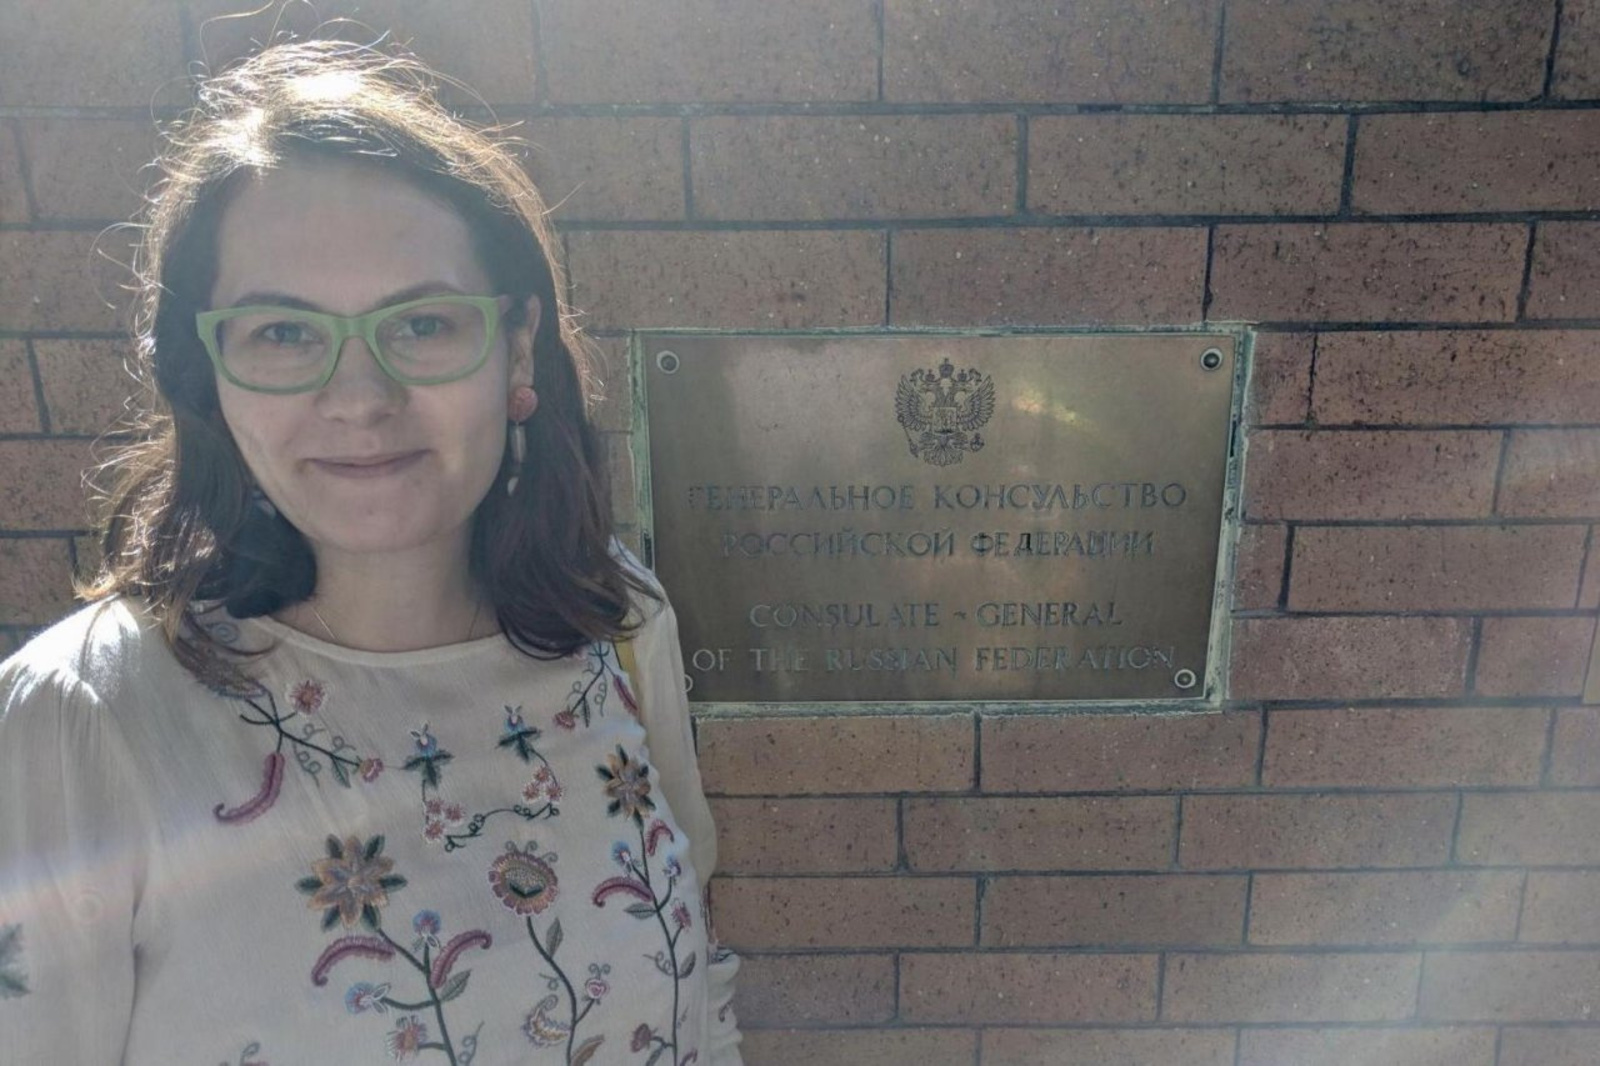 ГЕНЕРАЛЬНОЕ КОНСУЛЬСТВО
РОССИЙСКОЙ ФЕДЕРАЦИИ
CONSULATE - GENERAL
OF THE RUSSIAN FEDERATION